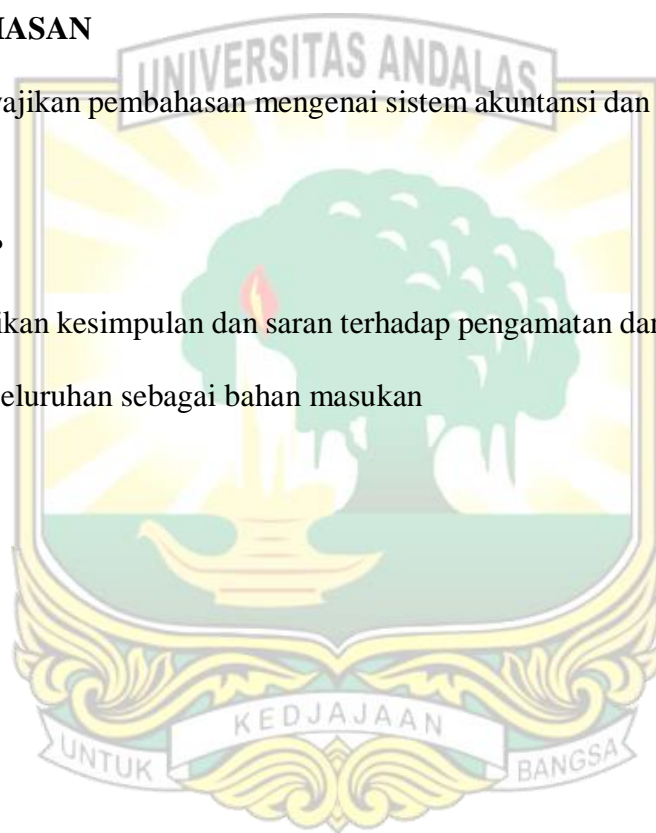 IASAN
UNIVERSITAS ANDALAS
ajikan pembahasan mengenai sistem akuntansi dan
ikan kesimpulan dan saran terhadap pengamatan dan
eluruhan sebagai bahan masukan
KEDJAJAAN
UNTUK
BANGSA